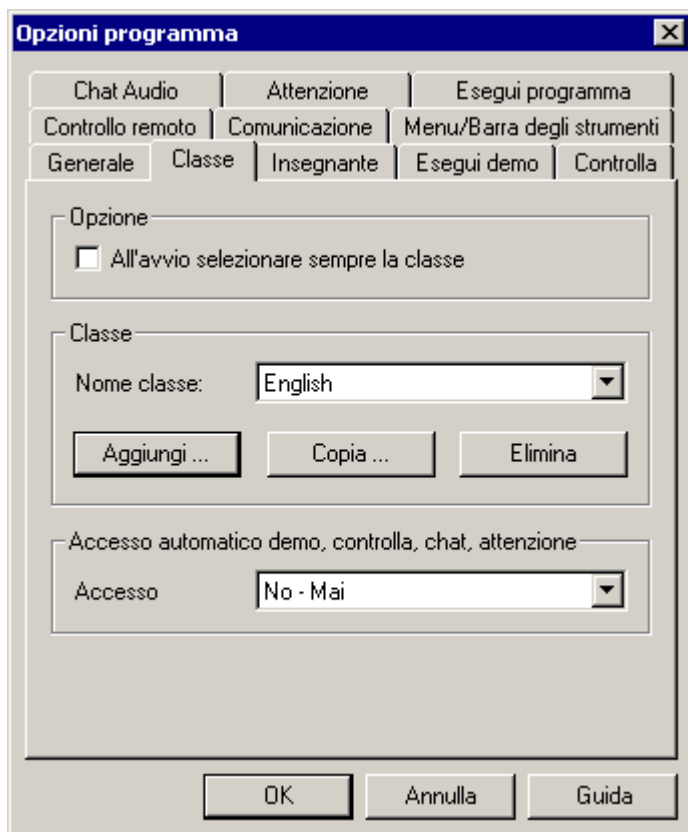 Opzioni programma
Chat Audio Attenzione Esegui programma
Controllo remoto Comunicazione Menu/Barra degli strumenti
Generale Classe Insegnante Esegui demo Controlla
Opzione
All'avvio selezionare sempre la classe
Classe
Nome classe: English
Aggiungi ... Copia ... Elimina
Accesso automatico demo, controlla, chat, attenzione
Accesso No - Mai
OK Annulla Guida